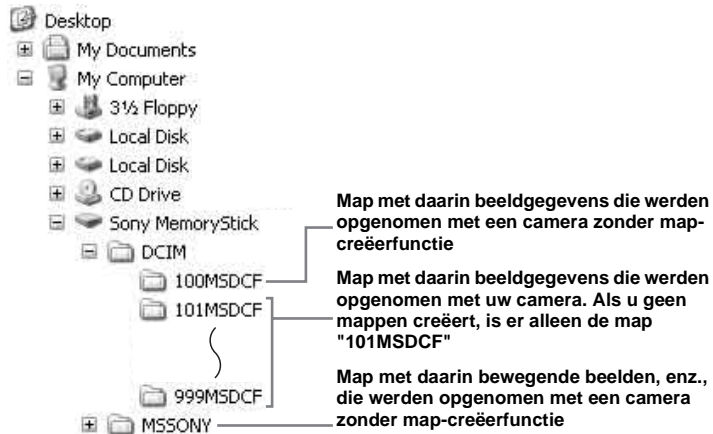 Desktop
My Documents
My Computer
3½ Floppy
Local Disk
Local Disk
CD Drive
Sony MemoryStick
DCIM
100MSDCF
101MSDCF
999MSDCF
MSSONY
Map met daarin beeldgegevens die werden
opgenomen met een camera zonder map-
creëerfunctie
Map met daarin beeldgegevens die werden
opgenomen met uw camera. Als u geen
mappen creëert, is er alleen de map
"101MSDCF"
Map met daarin bewegende beelden, enz.,
die werden opgenomen met een camera
zonder map-creëerfunctie